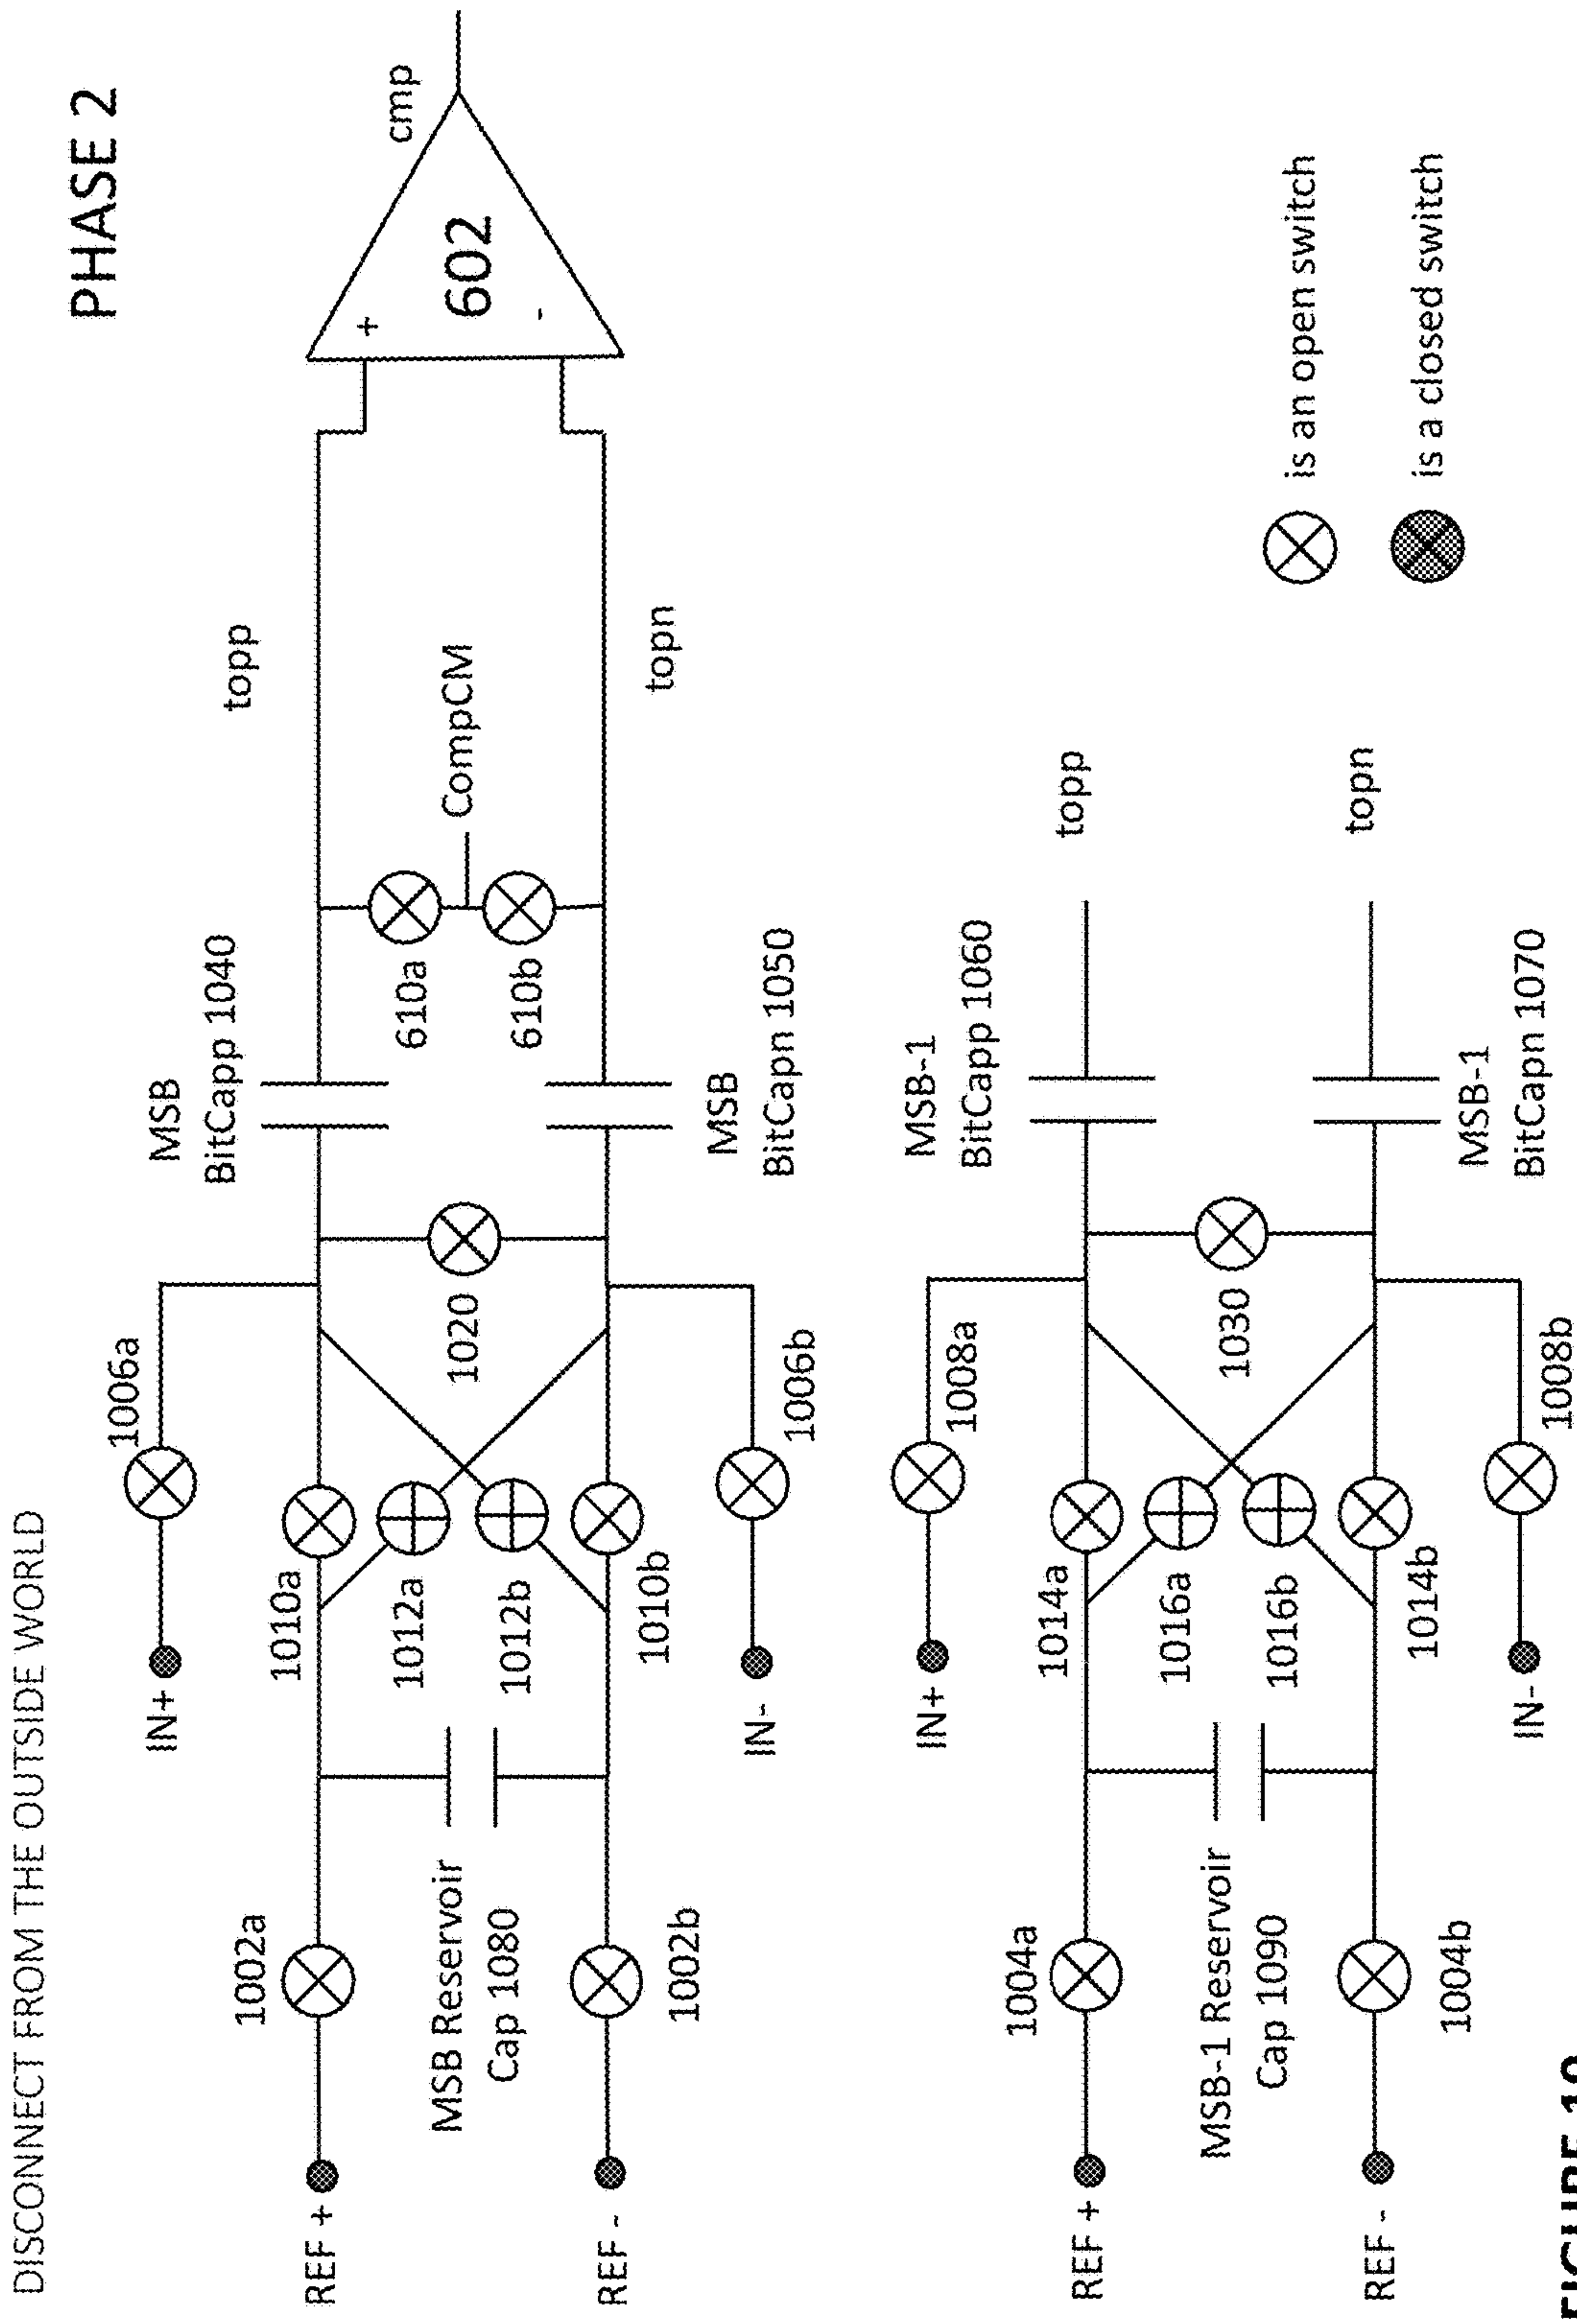 DISCONNECT FROM THE OUTSIDE WORLD
PHASE 2
IN+
1006a
MSB
BitCapp 1040
topp
cmp
REF +
1002a
1010a
MSB Reservoir
Cap 1080
1012a
1012b
1020
610a
610b
CompCM
+
602
-
REF -
1002b
1010b
topn
IN-
1006b
MSB
BitCapn 1050
IN+
1008a
MSB-1
BitCapp 1060
topp
REF +
1004a
1014a
MSB-1 Reservoir
Cap 1090
1016a
1016b
1030
is an open switch
REF -
1004b
1014b
topn
is a closed switch
IN-
1008b
MSB-1
BitCapn 1070